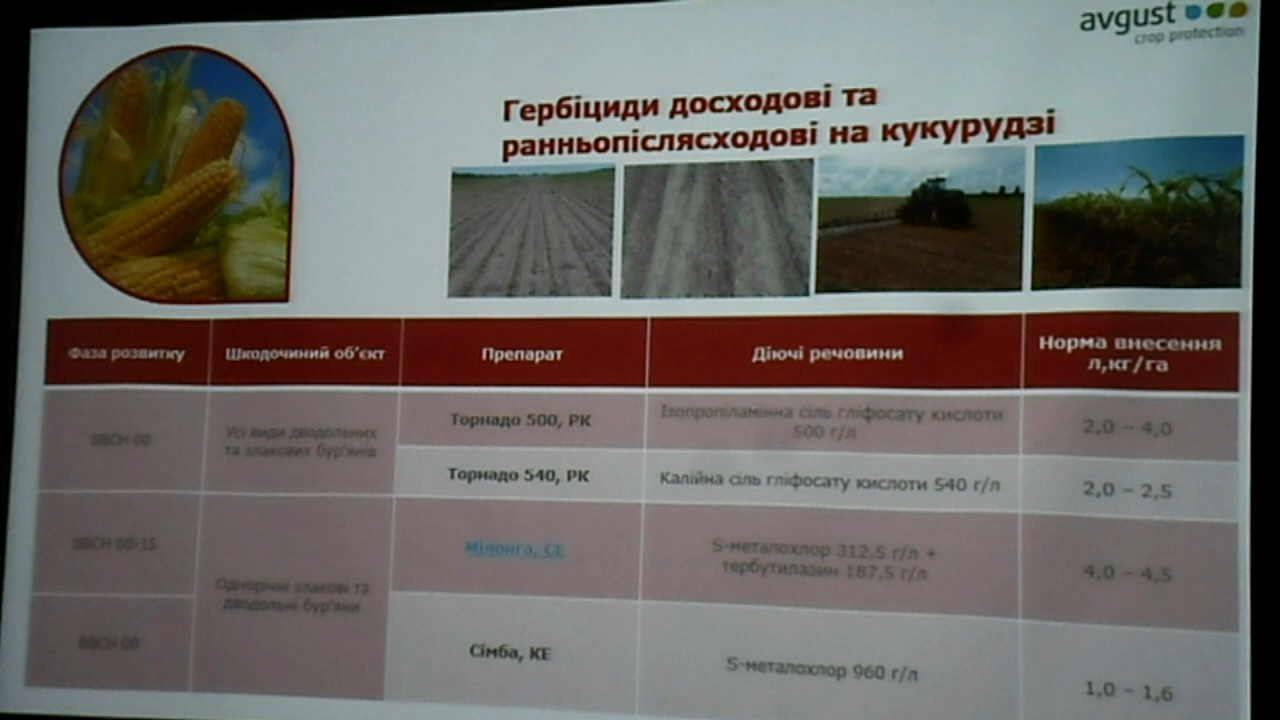 avgust
crop protection
Гербіциди досходові та
ранньопіслясходові на кукурудзі
Фаза розвитку
Шкодочиний об'єкт
Препарат
Діючі речовини
Норма внесення
л,кг/га
ВВСН 00
Усі види дводольних
та злакових бур'янів
Торнадо 500, РК
Ізопропіламінна сіль гліфосату кислоти
500 г/л
2,0 – 4,0
Торнадо 540, РК
Калійна сіль гліфосату кислоти 540 г/л
2,0 – 2,5
ВВСН 00-15
Однорічні злакові та
дводольні бур'яни
Мілонга, СЕ
S-металохлор 312,5 г/л +
тербутилазин 187,5 г/л
4,0 – 4,5
ВВСН 00
Сімба, КЕ
S-металохлор 960 г/л
1,0 – 1,6